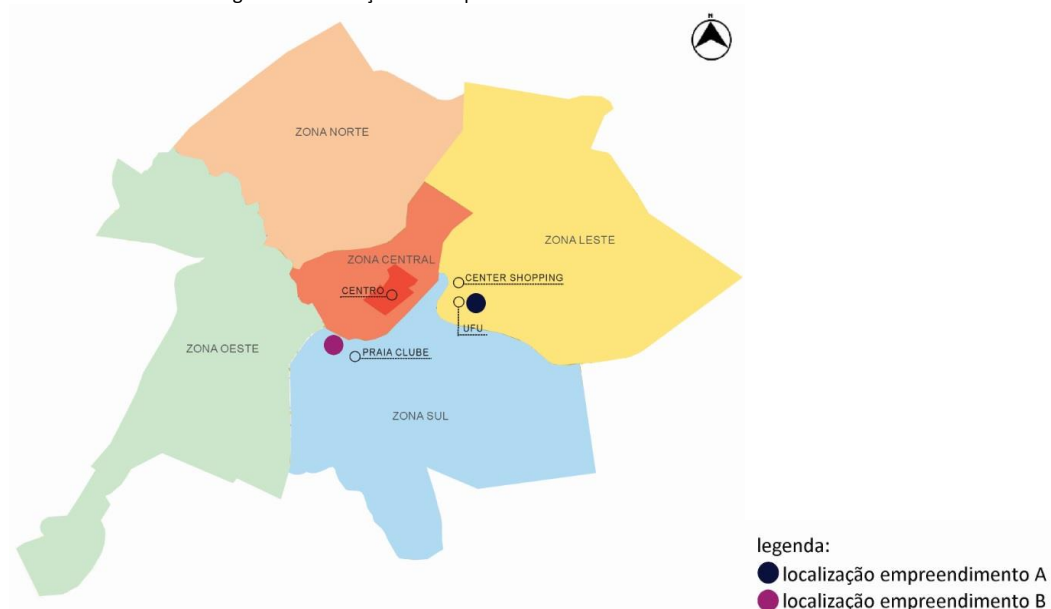 N
ZONA NORTE
ZONA LESTE
ZONA CENTRAL
CENTER SHOPPING
CENTRO
UFU
ZONA OESTE
PRAIA CLUBE
ZONA SUL
legenda:
localização empreendimento A
localização empreendimento B